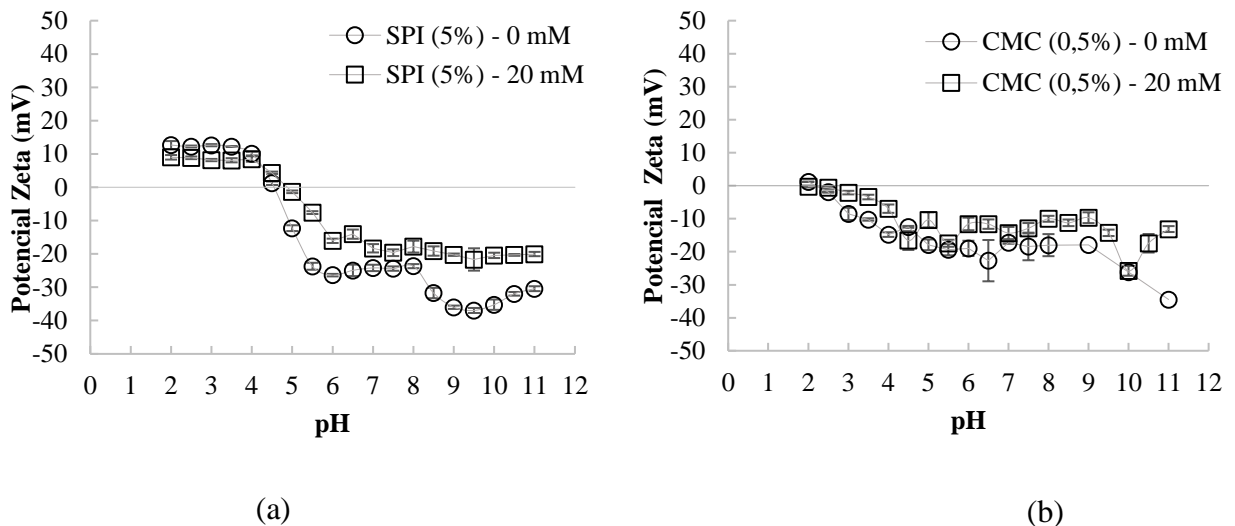 50
40
30
20
10
0
-10
-20
-30
-40
-50
Potencial Zeta (mV)
SPI (5%) - 0 mM
SPI (5%) - 20 mM
0 1 2 3 4 5 6 7 8 9 10 11 12
pH
(a)
50
40
30
20
10
0
-10
-20
-30
-40
-50
Potencial Zeta (mV)
CMC (0,5%) - 0 mM
CMC (0,5%) - 20 mM
0 1 2 3 4 5 6 7 8 9 10 11 12
pH
(b)